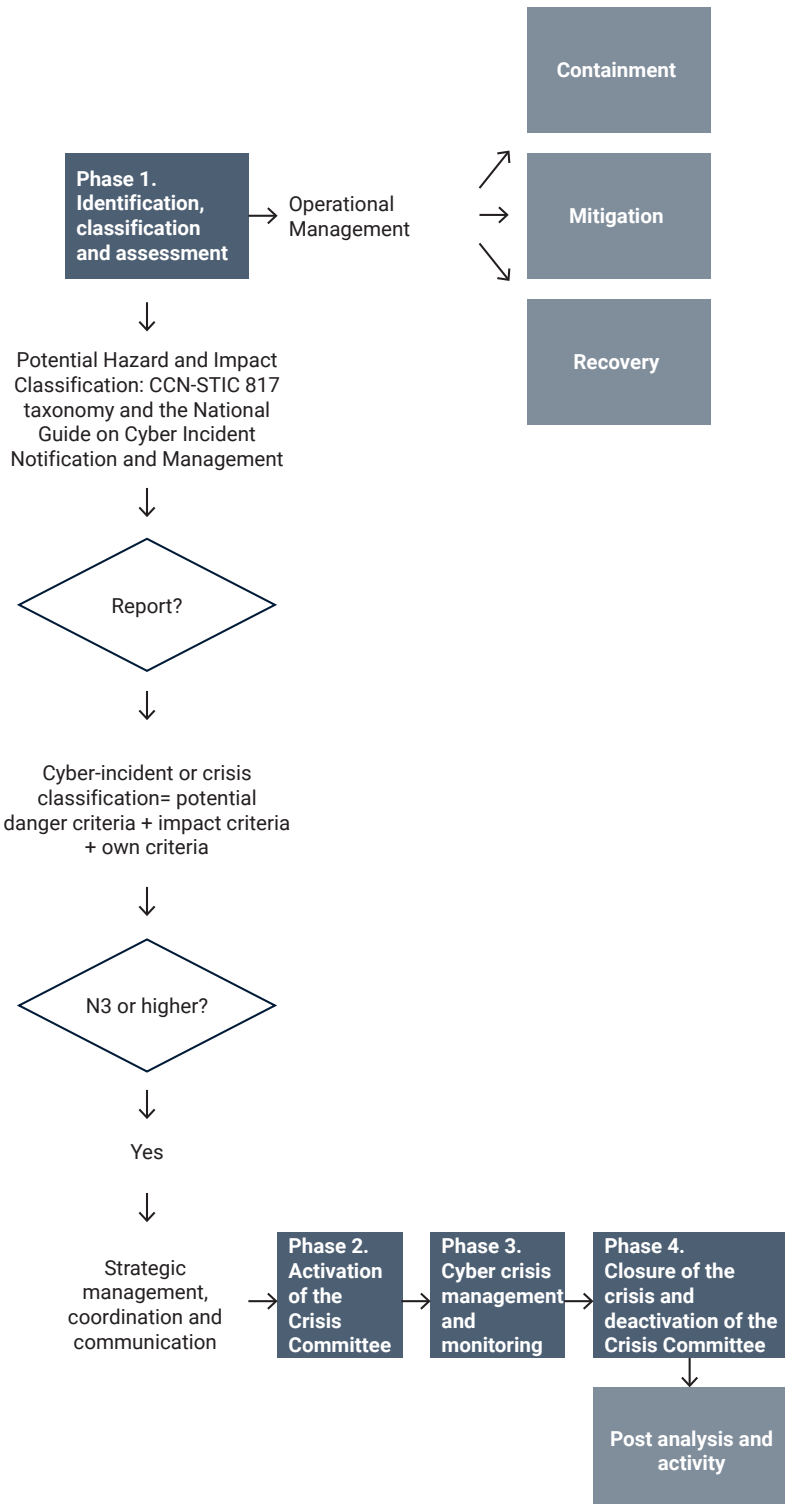 Containment
Phase 1.
Identification,
classification
and assessment
Operational
Management
Mitigation
Recovery
Potential Hazard and Impact
Classification: CCN-STIC 817
taxonomy and the National
Guide on Cyber Incident
Notification and Management
Report?
Cyber-incident or crisis
classification= potential
danger criteria + impact criteria
+ own criteria
N3 or higher?
Yes
Strategic
management,
coordination and
communication
Phase 2.
Activation
of the
Crisis
Committee
Phase 3.
Cyber crisis
management
and
monitoring
Phase 4.
Closure of the
crisis and
deactivation of the
Crisis Committee
Post analysis and
activity